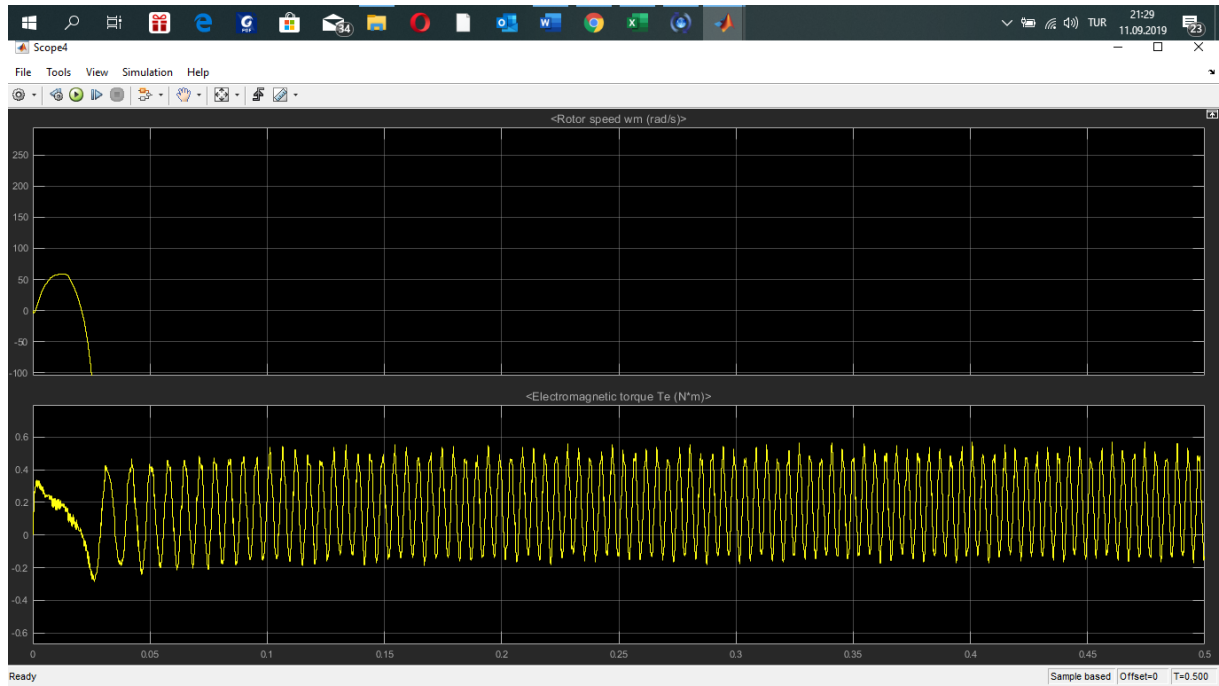 34
TUR
21:29
11.09.2019
23
Scope4
File Tools View Simulation Help
<Rotor speed wm (rad/s)>
250
200
150
100
50
0
-50
-100
<Electromagnetic torque Te (N*m)>
0.6
0.4
0.2
0
-0.2
-0.4
-0.6
0 0.05 0.1 0.15 0.2 0.25 0.3 0.35 0.4 0.45 0.5
Ready Sample based Offset=0 T=0.500